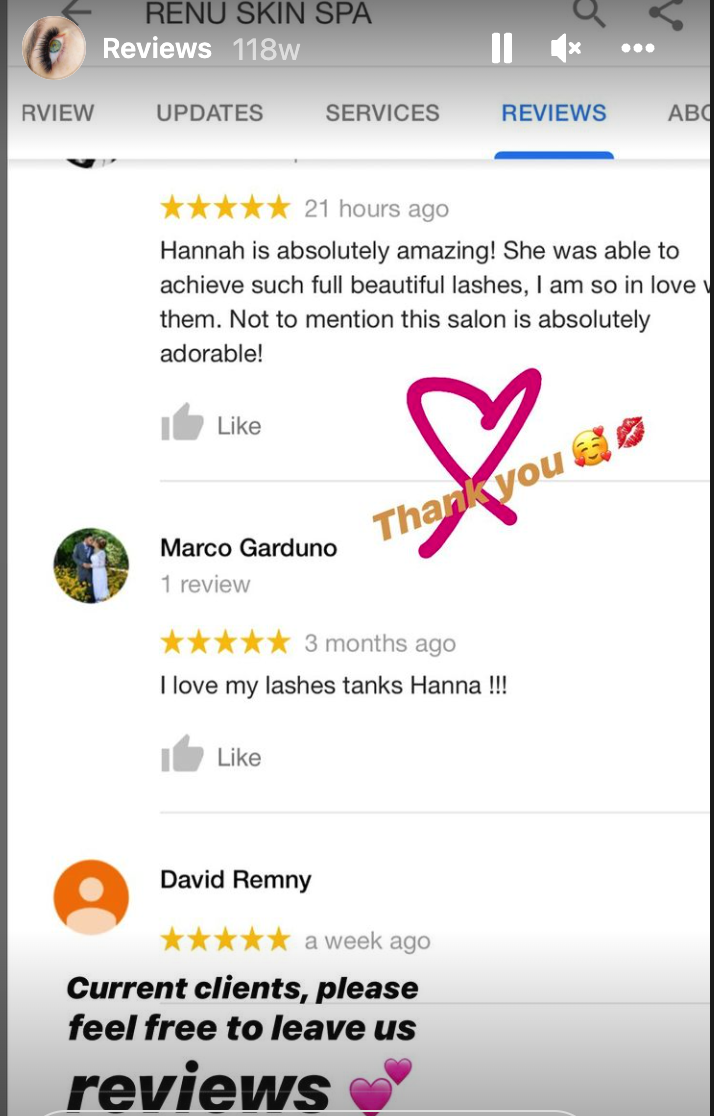 RENU SKIN SPA
Reviews 118w
RVIEW UPDATES SERVICES REVIEWS ABO
21 hours ago
Hannah is absolutely amazing! She was able to
achieve such full beautiful lashes, I am so in love
them. Not to mention this salon is absolutely
adorable!
Like
Thank you 🥰 💋
Marco Garduno
1 review
3 months ago
I love my lashes tanks Hanna !!!
Like
David Remny
a week ago
Current clients, please
feel free to leave us
reviews 💕